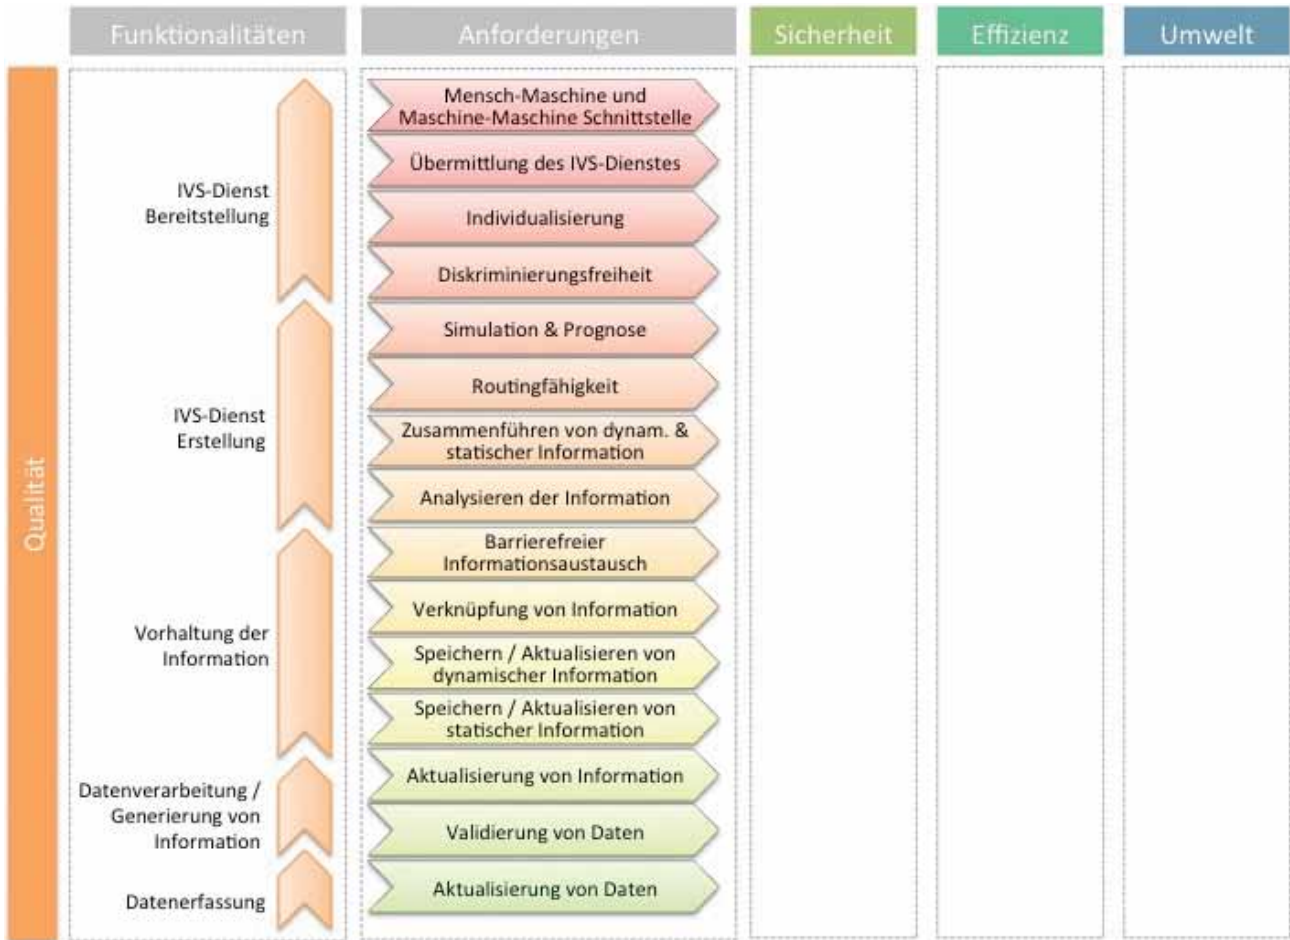 Funktionalitäten
Anforderungen
Sicherheit
Effizienz
Umwelt
Qualität
IVS-Dienst
Bereitstellung
Mensch-Maschine und
Maschine-Maschine Schnittstelle
Übermittlung des IVS-Dienstes
Individualisierung
Diskriminierungsfreiheit
IVS-Dienst
Erstellung
Simulation & Prognose
Routingfähigkeit
Zusammenführen von dynam. &
statischer Information
Analysieren der Information
Vorhaltung der
Information
Barrierefreier
Informationsaustausch
Verknüpfung von Information
Speichern / Aktualisieren von
dynamischer Information
Speichern / Aktualisieren von
statischer Information
Datenverarbeitung /
Generierung von
Information
Aktualisierung von Information
Validierung von Daten
Datenerfassung
Aktualisierung von Daten